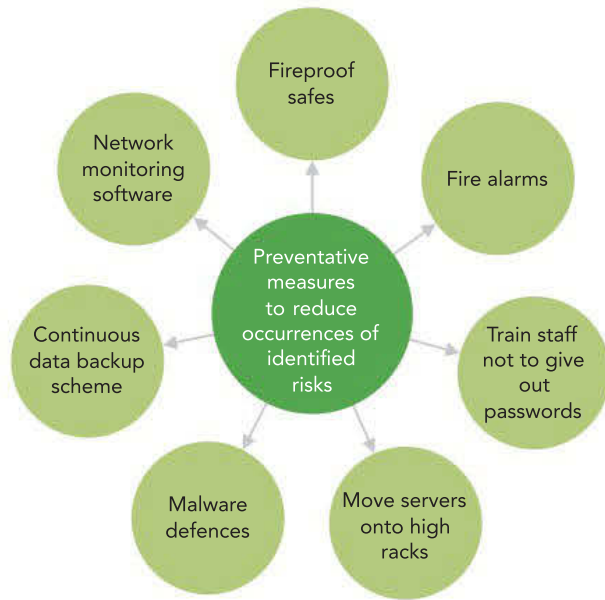 Fireproof
safes
Network
monitoring
software
Fire alarms
Preventative
measures
to reduce
occurrences of
identified
risks
Continuous
data backup
scheme
Train staff
not to give
out
passwords
Malware
defences
Move servers
onto high
racks